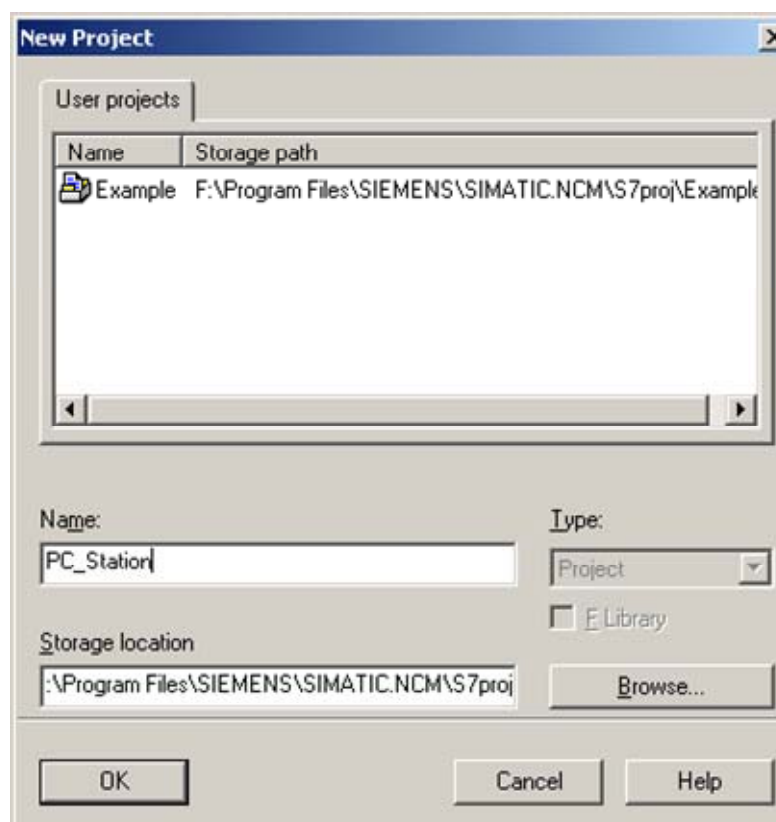 New Project
User projects
Name Storage path
Example F:\Program Files\SIEMENS\SIMATIC.NCM\S7proj\Example
Name:
Type:
PC_Station
Project
F Library
Storage location
:\Program Files\SIEMENS\SIMATIC.NCM\S7proj
Browse...
OK Cancel Help